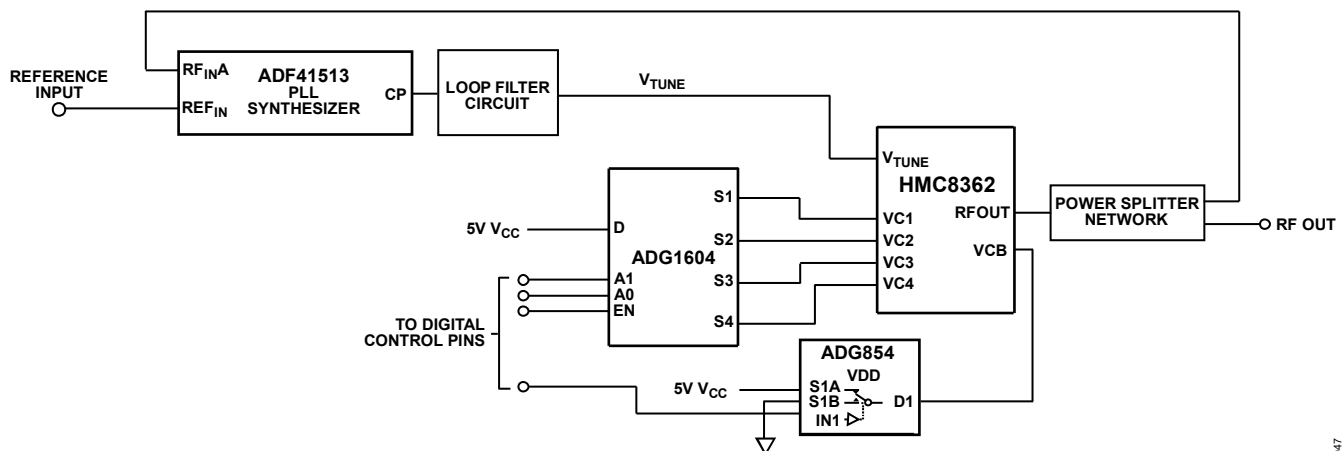 REFERENCE
INPUT
RFINA
REFIN
ADF41513
PLL
SYNTHESIZER
CP
LOOP FILTER
CIRCUIT
VTUNE
VTUNE
HMC8362
VC1
VC2
VC3
VC4
RFOUT
VCB
POWER SPLITTER
NETWORK
RF OUT
5V VCC
D
ADG1604
A1
A0
EN
S1
S2
S3
S4
TO DIGITAL
CONTROL PINS
ADG854
5V VCC
S1A
VDD
S1B
D1
IN1
47